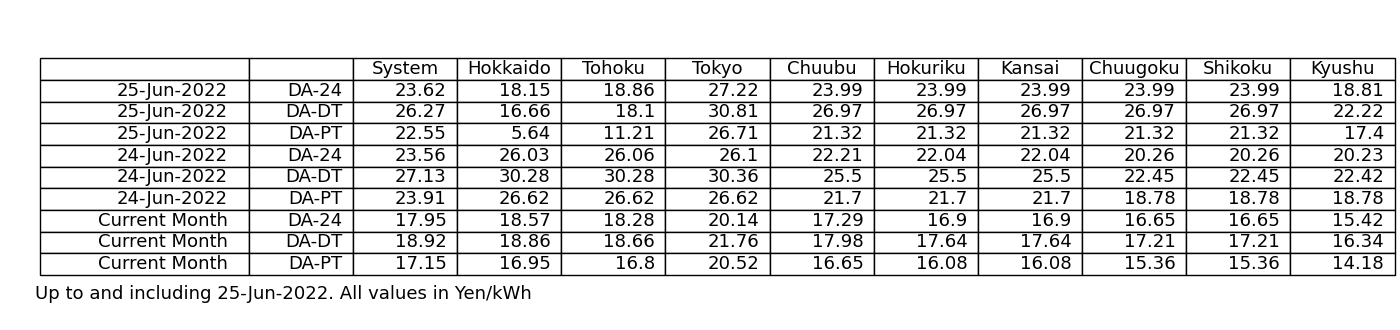 System Hokkaido Tohoku Tokyo Chuubu Hokuriku Kansai Chuugoku Shikoku Kyushu
25-Jun-2022 DA-24 23.62 18.15 18.86 27.22 23.99 23.99 23.99 23.99 23.99 18.81
25-Jun-2022 DA-DT 26.27 16.66 18.1 30.81 26.97 26.97 26.97 26.97 26.97 22.22
25-Jun-2022 DA-PT 22.55 5.64 11.21 26.71 21.32 21.32 21.32 21.32 21.32 17.4
24-Jun-2022 DA-24 23.56 26.03 26.06 26.1 22.21 22.04 22.04 20.26 20.26 20.23
24-Jun-2022 DA-DT 27.13 30.28 30.28 30.36 25.5 25.5 25.5 22.45 22.45 22.42
24-Jun-2022 DA-PT 23.91 26.62 26.62 26.62 21.7 21.7 21.7 18.78 18.78 18.78
Current Month DA-24 17.95 18.57 18.28 20.14 17.29 16.9 16.9 16.65 16.65 15.42
Current Month DA-DT 18.92 18.86 18.66 21.76 17.98 17.64 17.64 17.21 17.21 16.34
Current Month DA-PT 17.15 16.95 16.8 20.52 16.65 16.08 16.08 15.36 15.36 14.18
Up to and including 25-Jun-2022. All values in Yen/kWh